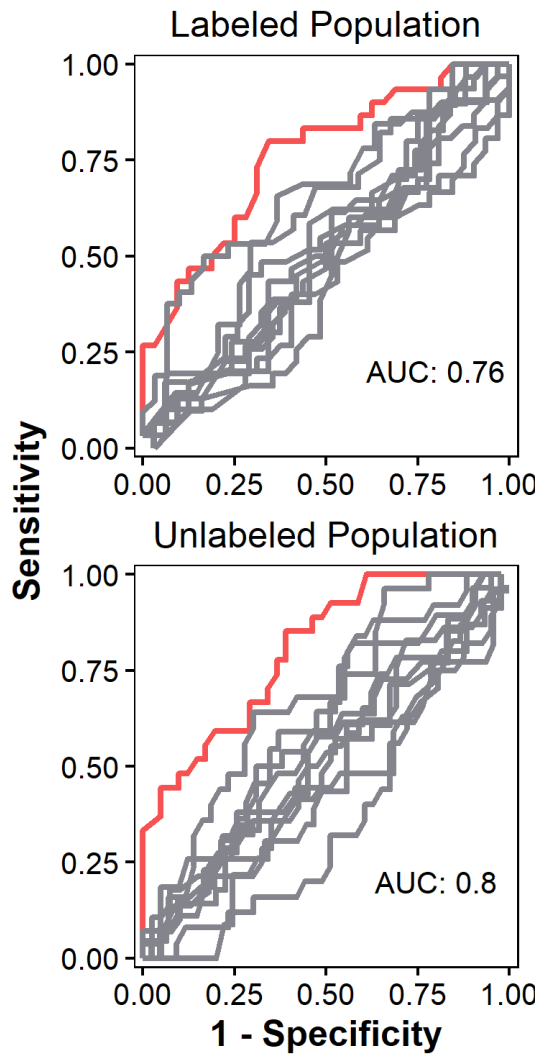 Labeled Population
1.00
0.75
0.50
0.25
0.00
AUC: 0.76
0.00 0.25 0.50 0.75 1.00
Sensitivity
Unlabeled Population
1.00
0.75
0.50
0.25
0.00
AUC: 0.8
0.00 0.25 0.50 0.75 1.00
1 - Specificity